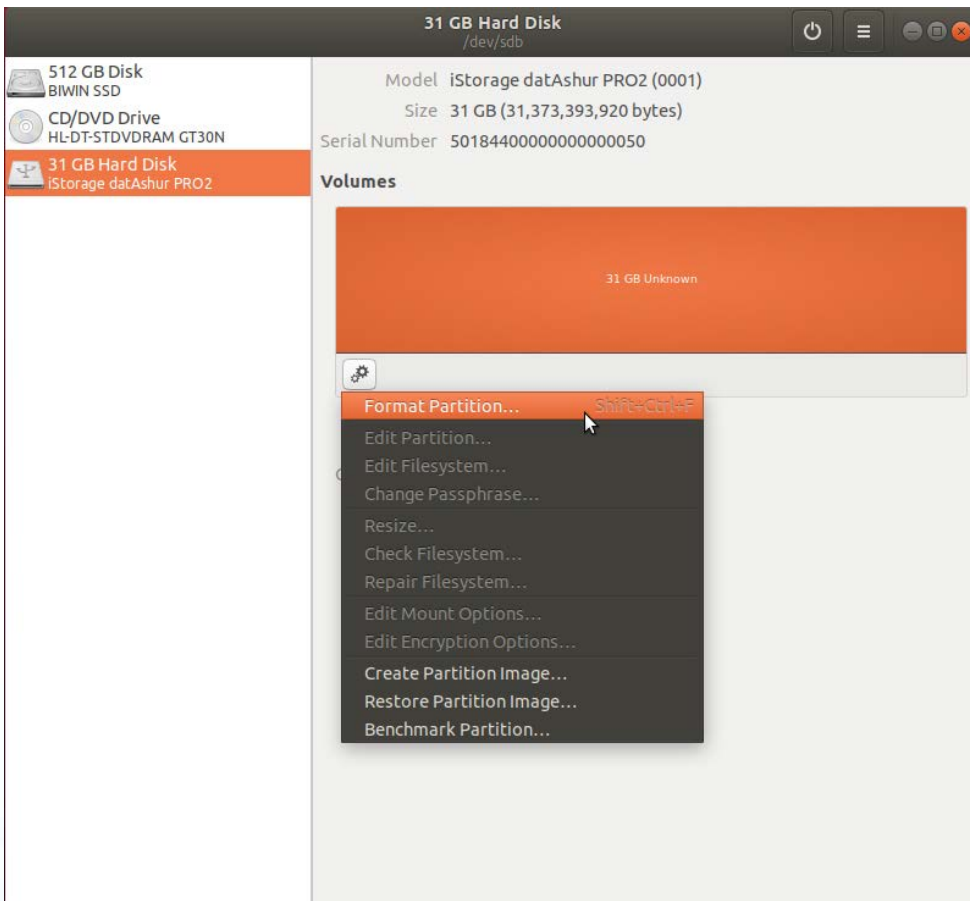 31 GB Hard Disk
/dev/sdb
512 GB Disk
BIWIN SSD
CD/DVD Drive
HL-DT-STDVDRAM GT30N
31 GB Hard Disk
iStorage datAshur PRO2
Model iStorage datAshur PRO2 (0001)
Size 31 GB (31,373,393,920 bytes)
Serial Number 50184400000000000050
Volumes
31 GB Unknown
Format Partition... Shift+Ctrl+F
Edit Partition...
Edit Filesystem...
Change Passphrase...
Resize...
Check Filesystem...
Repair Filesystem...
Edit Mount Options...
Edit Encryption Options...
Create Partition Image...
Restore Partition Image...
Benchmark Partition...